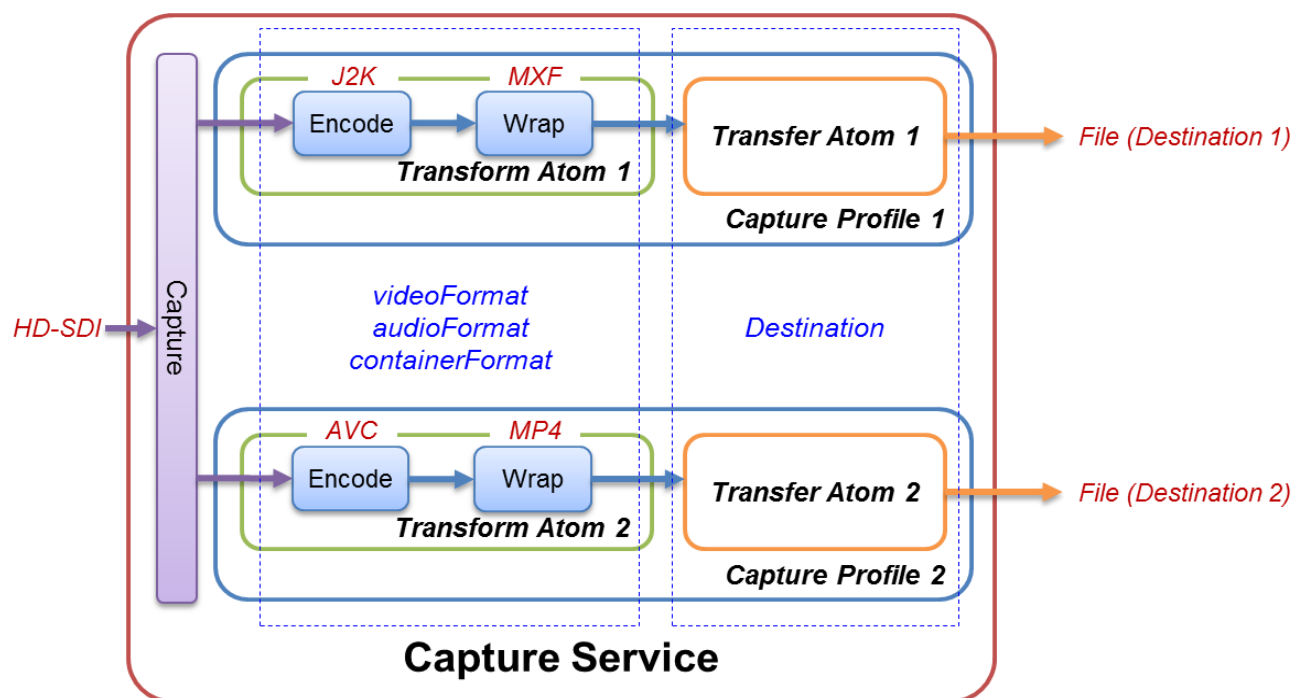 J2K
MXF
Encode
Wrap
Transform Atom 1
Transfer Atom 1
File (Destination 1)
Capture Profile 1
HD-SDI
Capture
videoFormat
audioFormat
containerFormat
Destination
AVC
MP4
Encode
Wrap
Transform Atom 2
Transfer Atom 2
File (Destination 2)
Capture Profile 2
Capture Service